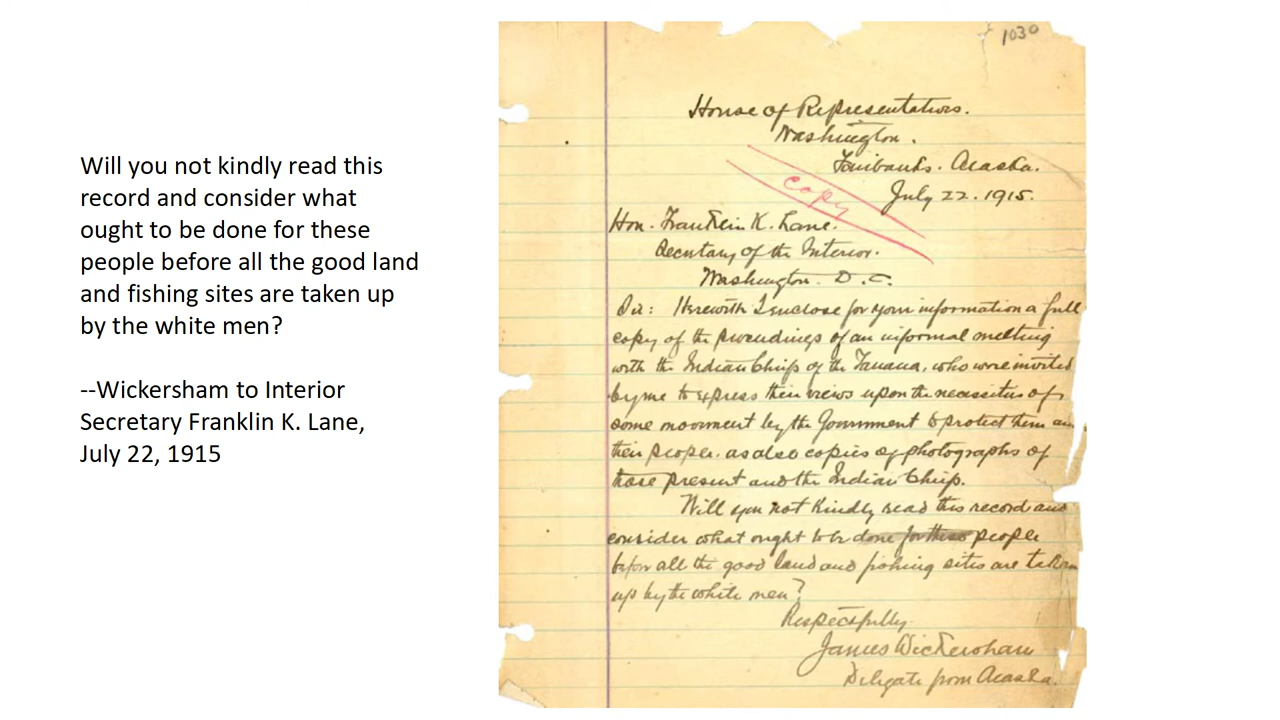 Will you not kindly read this
record and consider what
ought to be done for these
people before all the good land
and fishing sites are taken up
by the white men?
--Wickersham to Interior
Secretary Franklin K. Lane,
July 22, 1915
1030
House of Representatives.
Washington.
Fairbanks. Alaska.
July 22. 1915.
copy
Hon. Franklin K. Lane.
Secretary of the Interior.
Washington. D.C.
Sir: Herewith I enclose for your information a full
copy of the proceedings of an informal meeting
with the Indian Chiefs of the Tanana, who were invited
by me to express their views upon the necessities of
some movement by the Government to protect them an
their people. as also copies of photographs of
those present and the Indian Chiefs.
Will you not kindly read this record and
consider what ought to be done for these people
before all the good land and fishing sites are taken
up by the white men?
Respectfully
James Wickersham
Delegate from Alaska.